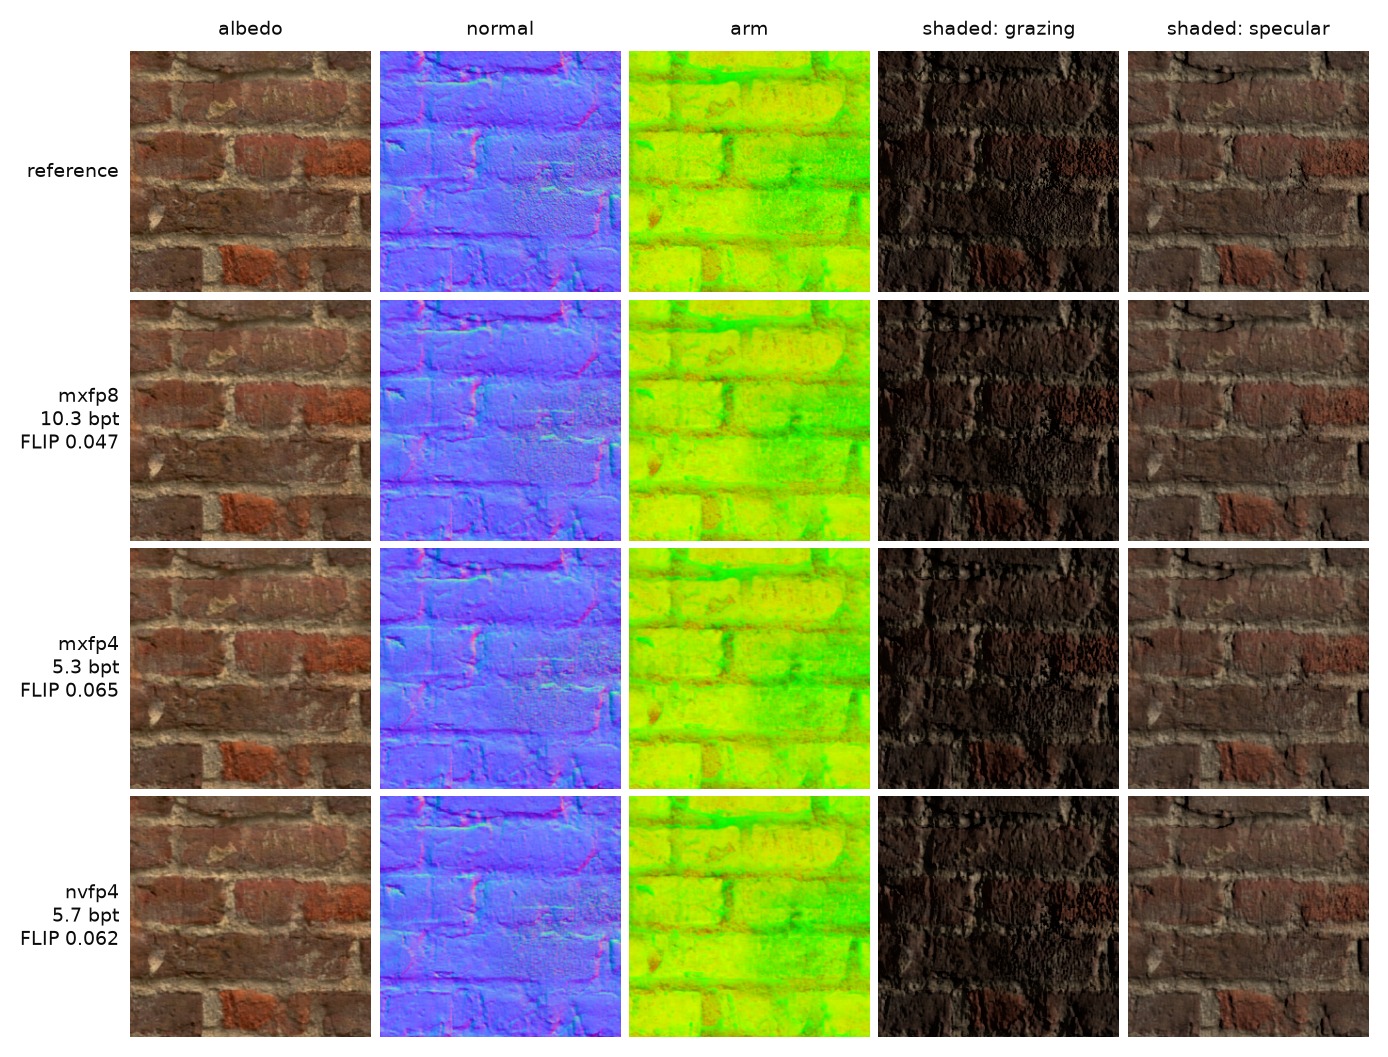 albedo normal arm shaded: grazing shaded: specular
reference
mxfp8
10.3 bpt
FLIP 0.047
mxfp4
5.3 bpt
FLIP 0.065
nvfp4
5.7 bpt
FLIP 0.062